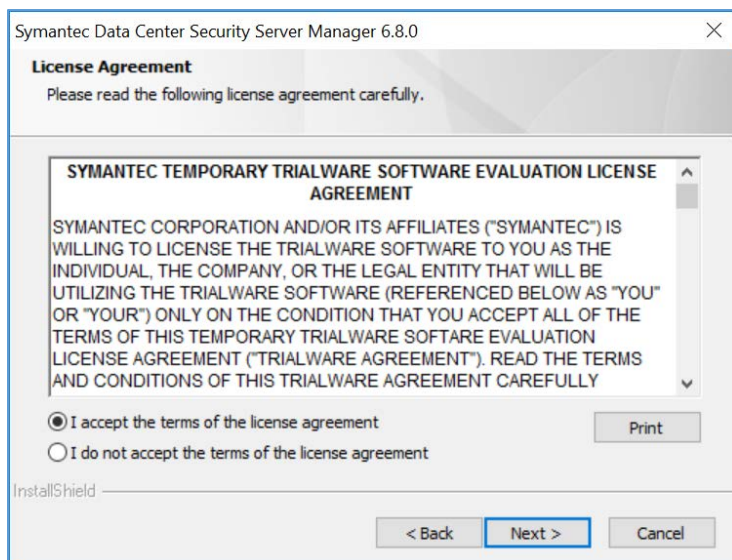 Symantec Data Center Security Server Manager 6.8.0
License Agreement
Please read the following license agreement carefully.
SYMANTEC TEMPORARY TRIALWARE SOFTWARE EVALUATION LICENSE
AGREEMENT
SYMANTEC CORPORATION AND/OR ITS AFFILIATES ("SYMANTEC") IS
WILLING TO LICENSE THE TRIALWARE SOFTWARE TO YOU AS THE
INDIVIDUAL, THE COMPANY, OR THE LEGAL ENTITY THAT WILL BE
UTILIZING THE TRIALWARE SOFTWARE (REFERENCED BELOW AS "YOU"
OR "YOUR") ONLY ON THE CONDITION THAT YOU ACCEPT ALL OF THE
TERMS OF THIS TEMPORARY TRIALWARE SOFTARE EVALUATION
LICENSE AGREEMENT ("TRIALWARE AGREEMENT"). READ THE TERMS
AND CONDITIONS OF THIS TRIALWARE AGREEMENT CAREFULLY
I accept the terms of the license agreement
Print
I do not accept the terms of the license agreement
InstallShield
< Back
Next >
Cancel